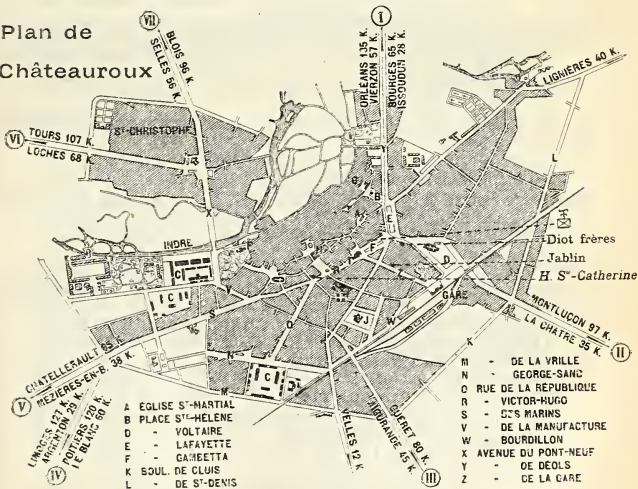 Plan de
Châteauroux
VII
BLOIS 96 K.
SELLES 56 K.
I
ORLÉANS 135 K.
VIERZON 57 K.
BOURGES 65 K.
ISSOUDUN 28 K.
LIGNIÈRES 40 K.
VI
TOURS 107 K.
LOCHES 68 K.
ST-CHRISTOPHE
INDRE
Diot frères
Jablin
H. Ste-Catherine
GARE
MONTLUÇON 97 K.
LA CHATRE 35 K.
II
CHATELLERAULT
MÉZIÈRES-EN-B. 38 K.
V
LIMOGES 127 K.
ARGENTON 29 K.
POITIERS 120 K.
LE BLANC 60 K.
IV
VELLES 12 K.
GUÉRET 80 K.
AIGURANDE 45 K.
III
A EGLISE ST-MARTIAL
B PLACE STE-HÉLÈNE
D - VOLTAIRE
E - LAFAYETTE
F - GAMBETTA
K BOUL. DE CLUIS
L - DE ST-DENIS
M - DE LA VRILLE
N - GEORGE-SAND
O RUE DE LA RÉPUBLIQUE
R - VICTOR-HUGO
S - DES MARINS
V - DE LA MANUFACTURE
W - BOURDILLON
X AVENUE DU PONT-NEUF
Y - DE DÉOLS
Z - DE LA GARE